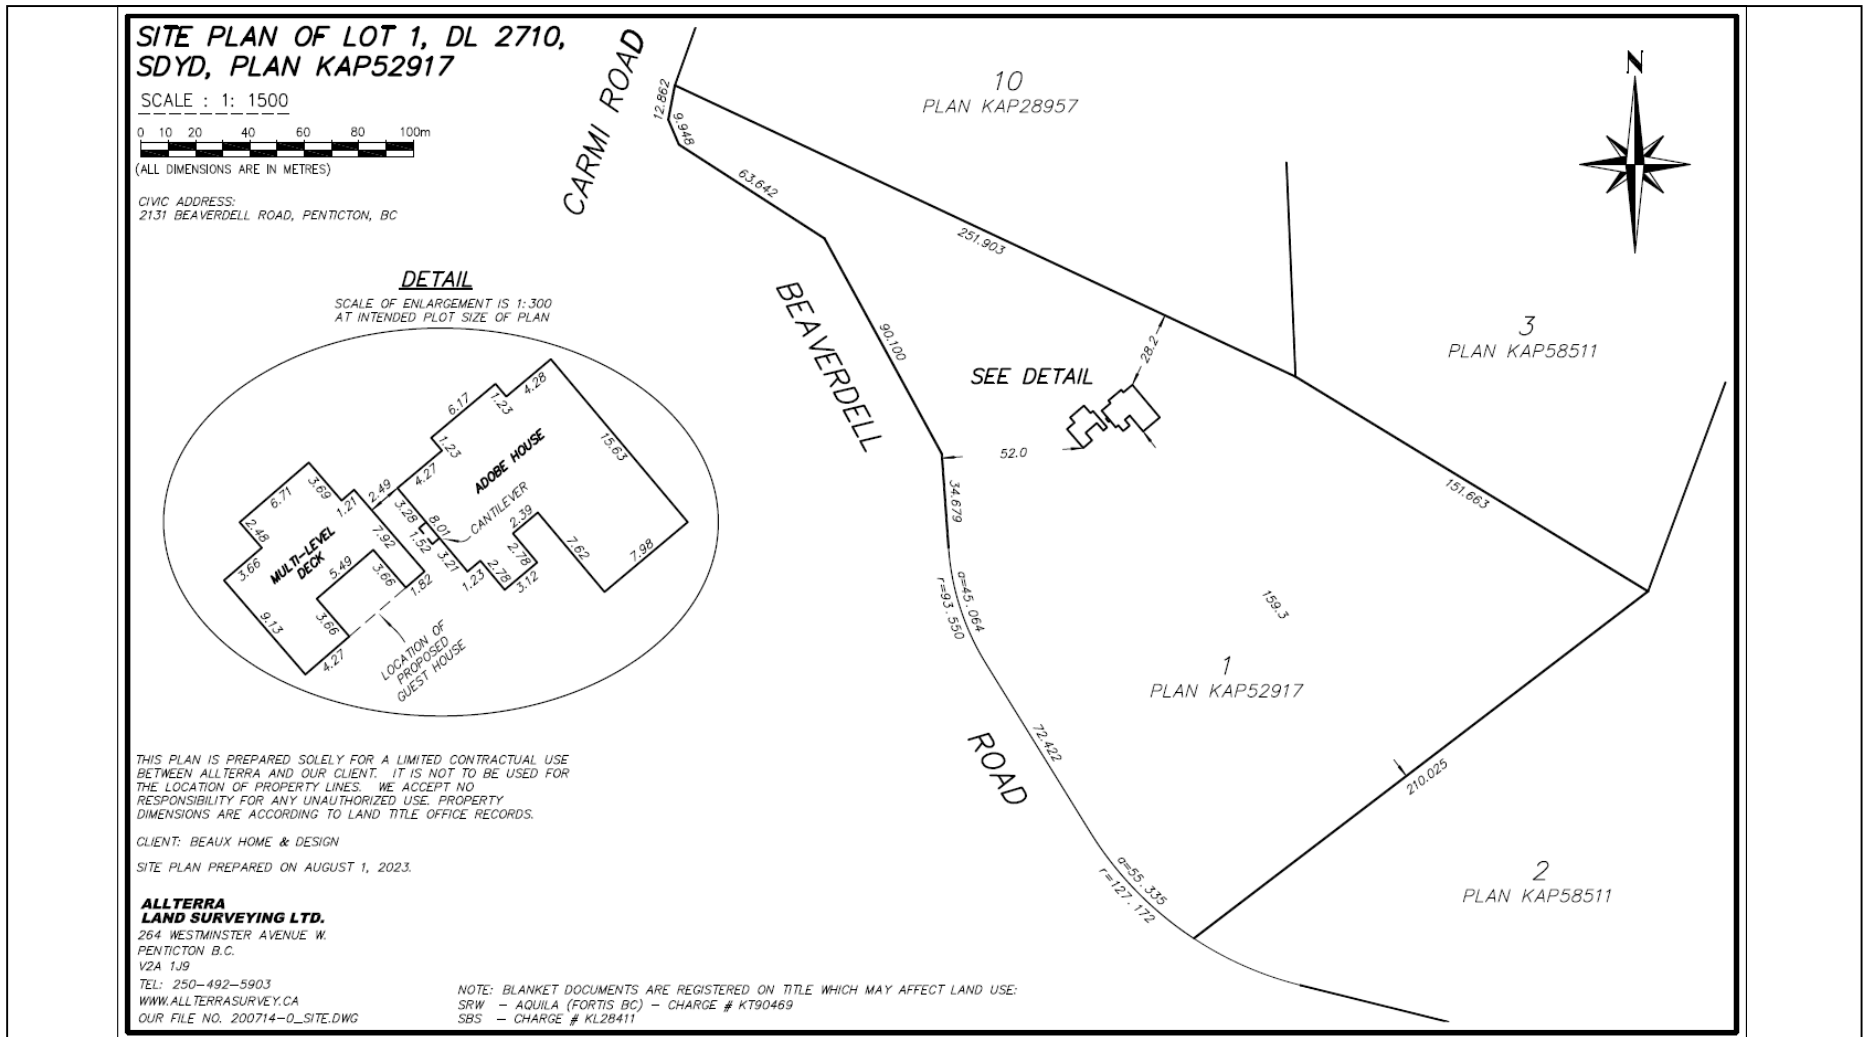 SITE PLAN OF LOT 1, DL 2710,
SDYD, PLAN KAP52917
SCALE : 1: 1500
0 10 20 40 60 80 100m
(ALL DIMENSIONS ARE IN METRES)
CIVIC ADDRESS:
2131 BEAVERDELL ROAD, PENTICTON, BC
DETAIL
SCALE OF ENLARGEMENT IS 1:300
AT INTENDED PLOT SIZE OF PLAN
4.28
1.23
6.17
1.23
15.63
ADOBE HOUSE
4.27
2.49
3.28
8.01
CANTILEVER
1.52
3.21
1.23
2.78
3.12
2.78
2.39
7.62
7.98
3.69
6.71
1.21
2.48
7.92
MULTI-LEVEL
DECK
3.66
5.49
3.66
1.82
3.66
9.13
4.27
LOCATION OF
PROPOSED
GUEST HOUSE
CARMI ROAD
12.862
9.948
63.642
251.903
BEAVERDELL
90.100
10
PLAN KAP28957
N
3
PLAN KAP58511
28.2
SEE DETAIL
52.0
34.679
151.663
a=45.064
r=93.550
159.3
1
PLAN KAP52917
72.422
ROAD
210.025
a=55.335
r=127.172
2
PLAN KAP58511
THIS PLAN IS PREPARED SOLELY FOR A LIMITED CONTRACTUAL USE
BETWEEN ALLTERRA AND OUR CLIENT. IT IS NOT TO BE USED FOR
THE LOCATION OF PROPERTY LINES. WE ACCEPT NO
RESPONSIBILITY FOR ANY UNAUTHORIZED USE. PROPERTY
DIMENSIONS ARE ACCORDING TO LAND TITLE OFFICE RECORDS.
CLIENT: BEAUX HOME & DESIGN
SITE PLAN PREPARED ON AUGUST 1, 2023.
ALLTERRA
LAND SURVEYING LTD.
264 WESTMINSTER AVENUE W.
PENTICTON B.C.
V2A 1J9
TEL: 250-492-5903
WWW.ALLTERRASURVEY.CA
OUR FILE NO. 200714-0_SITE.DWG
NOTE: BLANKET DOCUMENTS ARE REGISTERED ON TITLE WHICH MAY AFFECT LAND USE:
SRW - AQUILA (FORTIS BC) - CHARGE # KT90469
SBS - CHARGE # KL28411